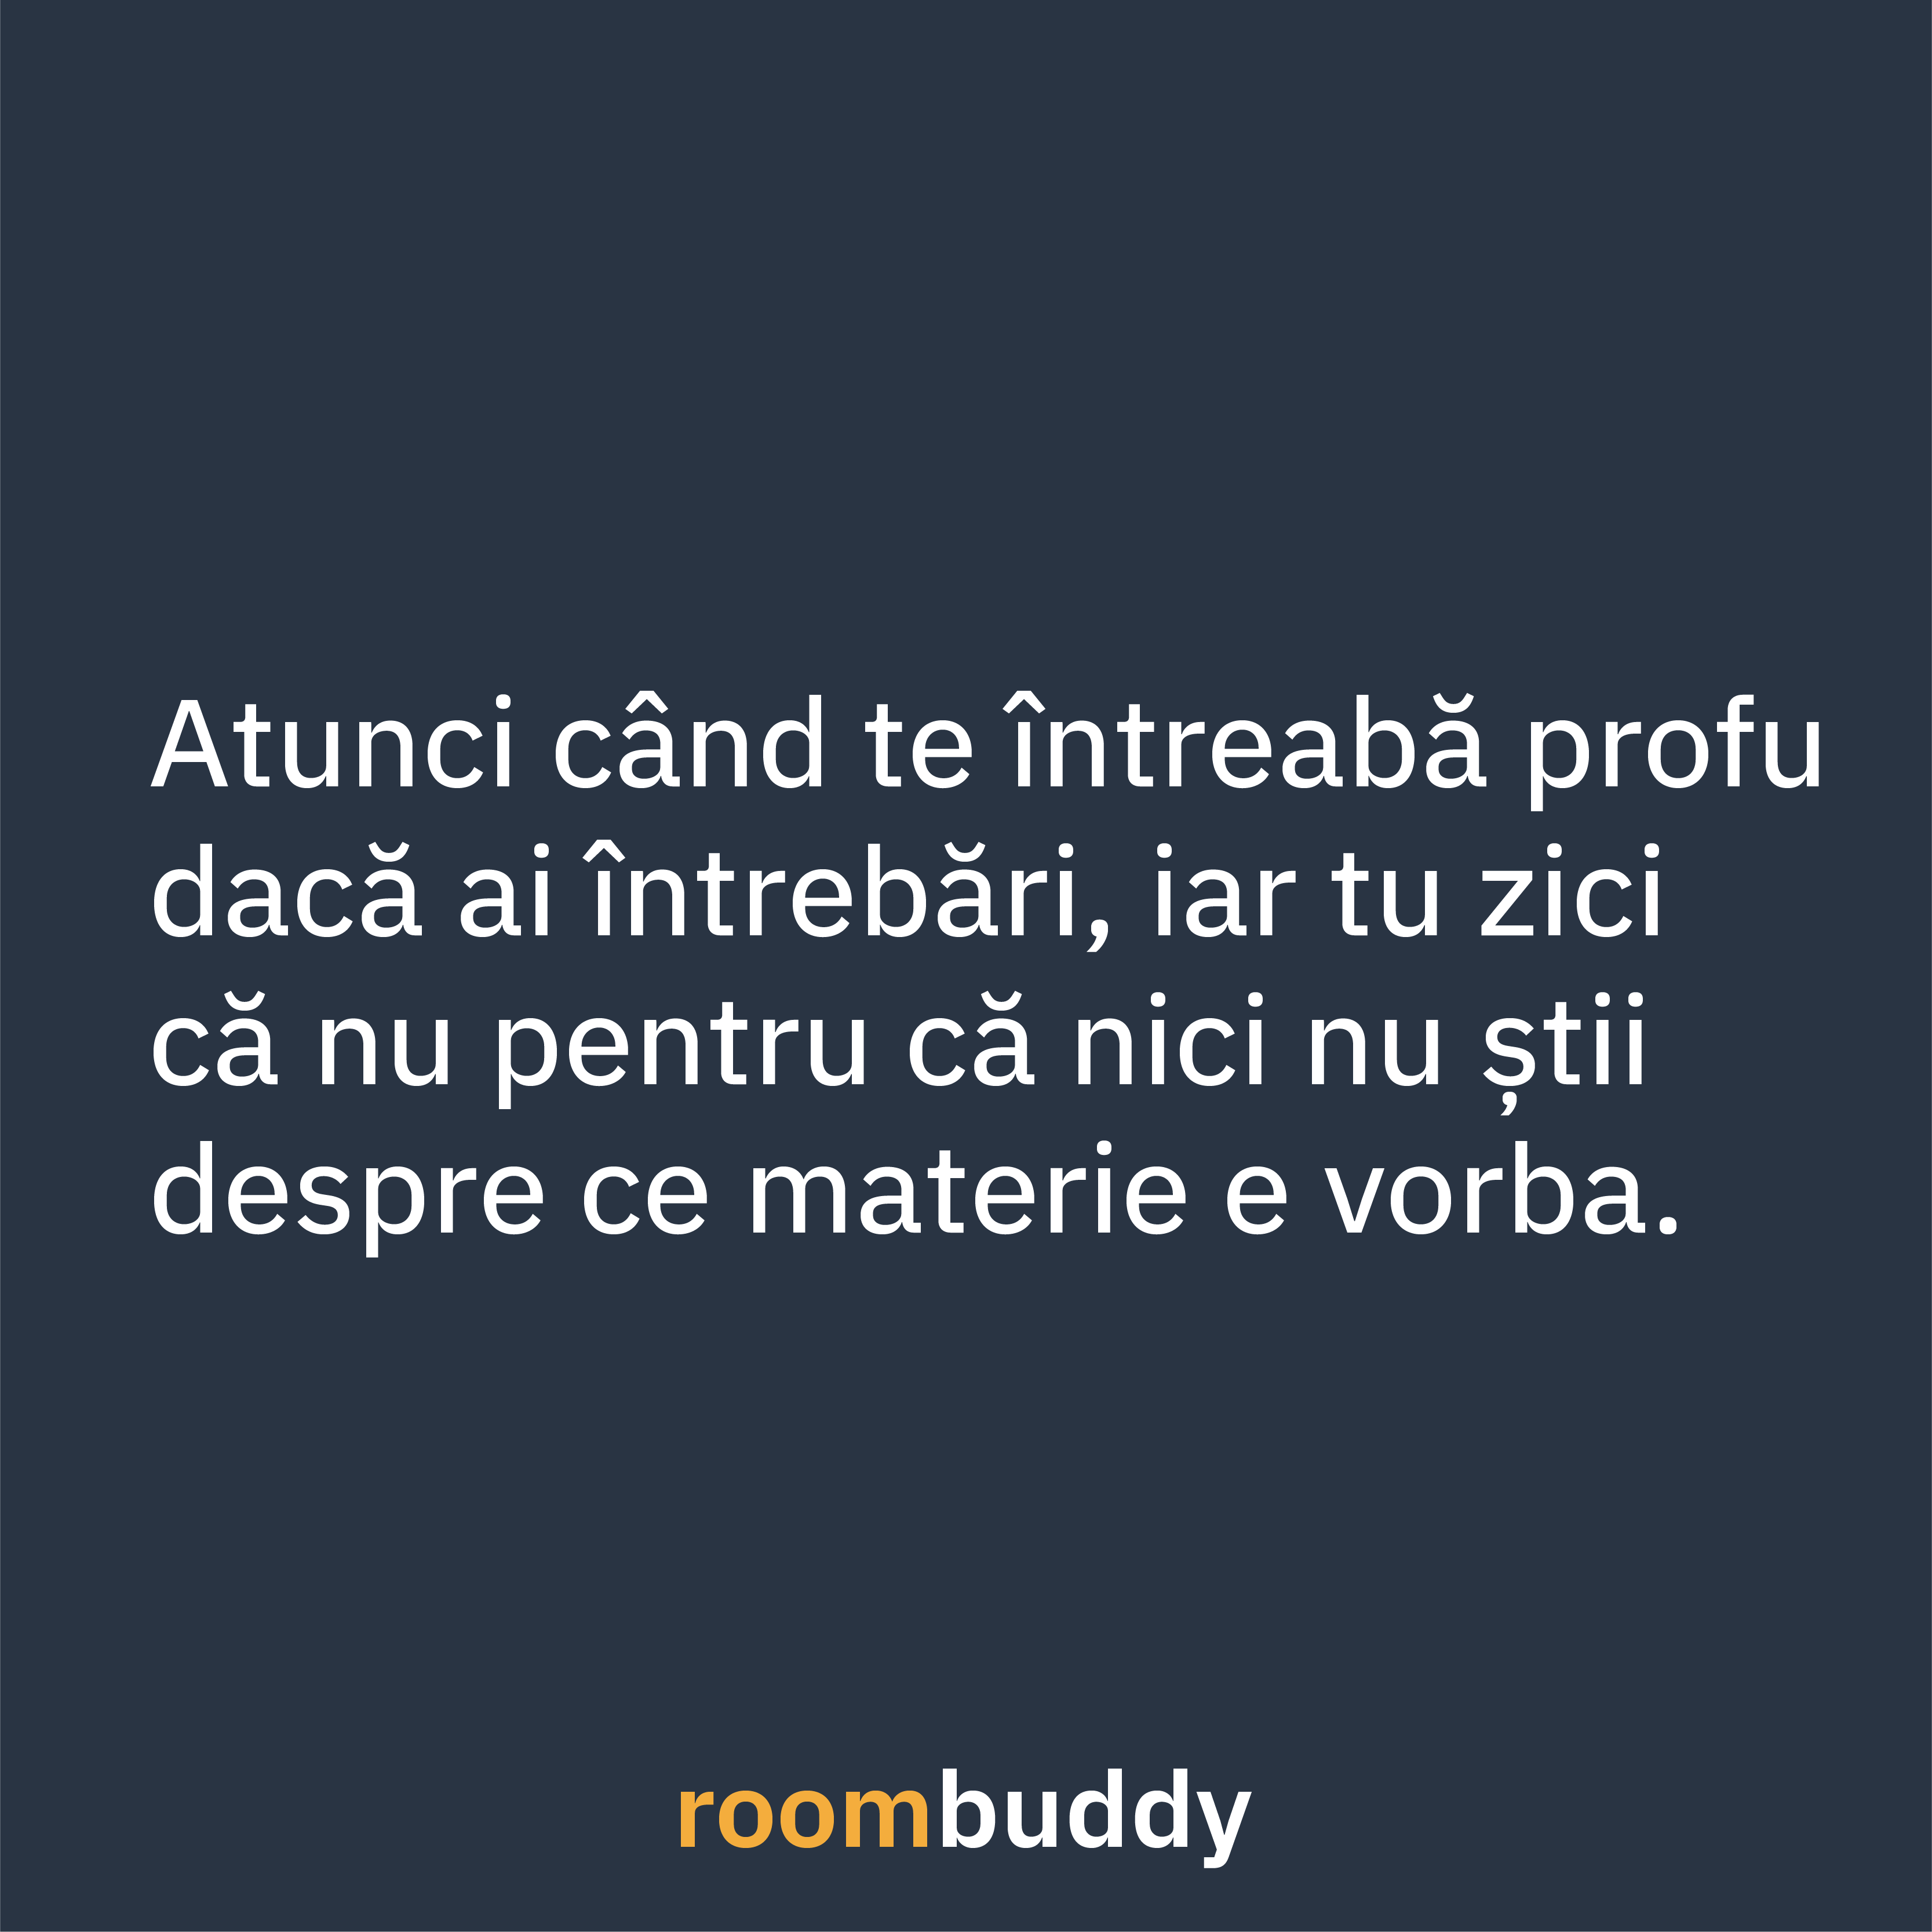 Atunci când te întreabă profu
dacă ai întrebări, iar tu zici
că nu pentru că nici nu știi
despre ce materie e vorba.
roombuddy